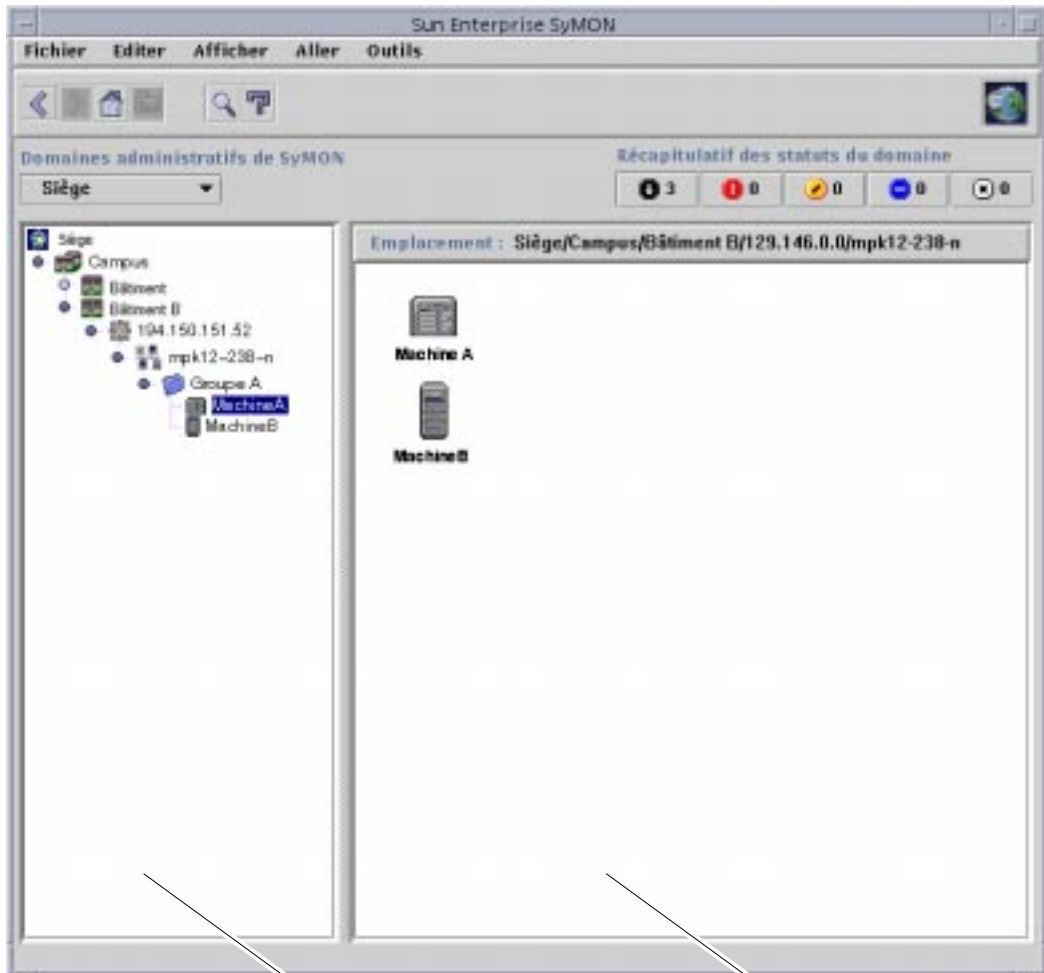 Sun Enterprise SyMON
Fichier Editer Afficher Aller Outils
Domaines administratifs de SyMON
Récapitulatif des statuts du domaine
Siège
3 0 0 0 0
Siège
Campus
Bâtiment
Bâtiment B
194.150.151.52
mpk12-238-n
Groupe A
MachineA
MachineB
Emplacement : Siège/Campus/Bâtiment B/129.146.0.0/mpk12-238-n
Machine A
MachineB